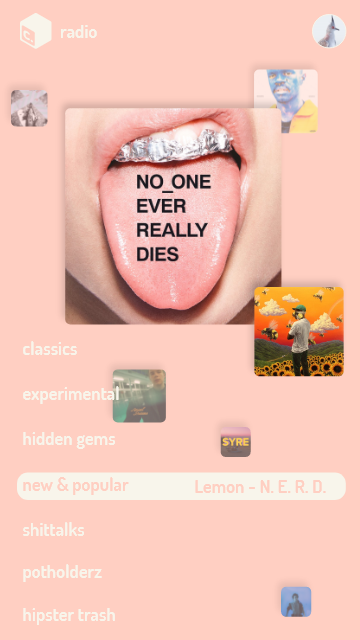 radio
NO_ONE
EVER
REALLY
DIES
classics
experimental
hidden gems
SYRE
new & popular
Lemon - N. E. R. D.
shittalks
potholderz
hipster trash